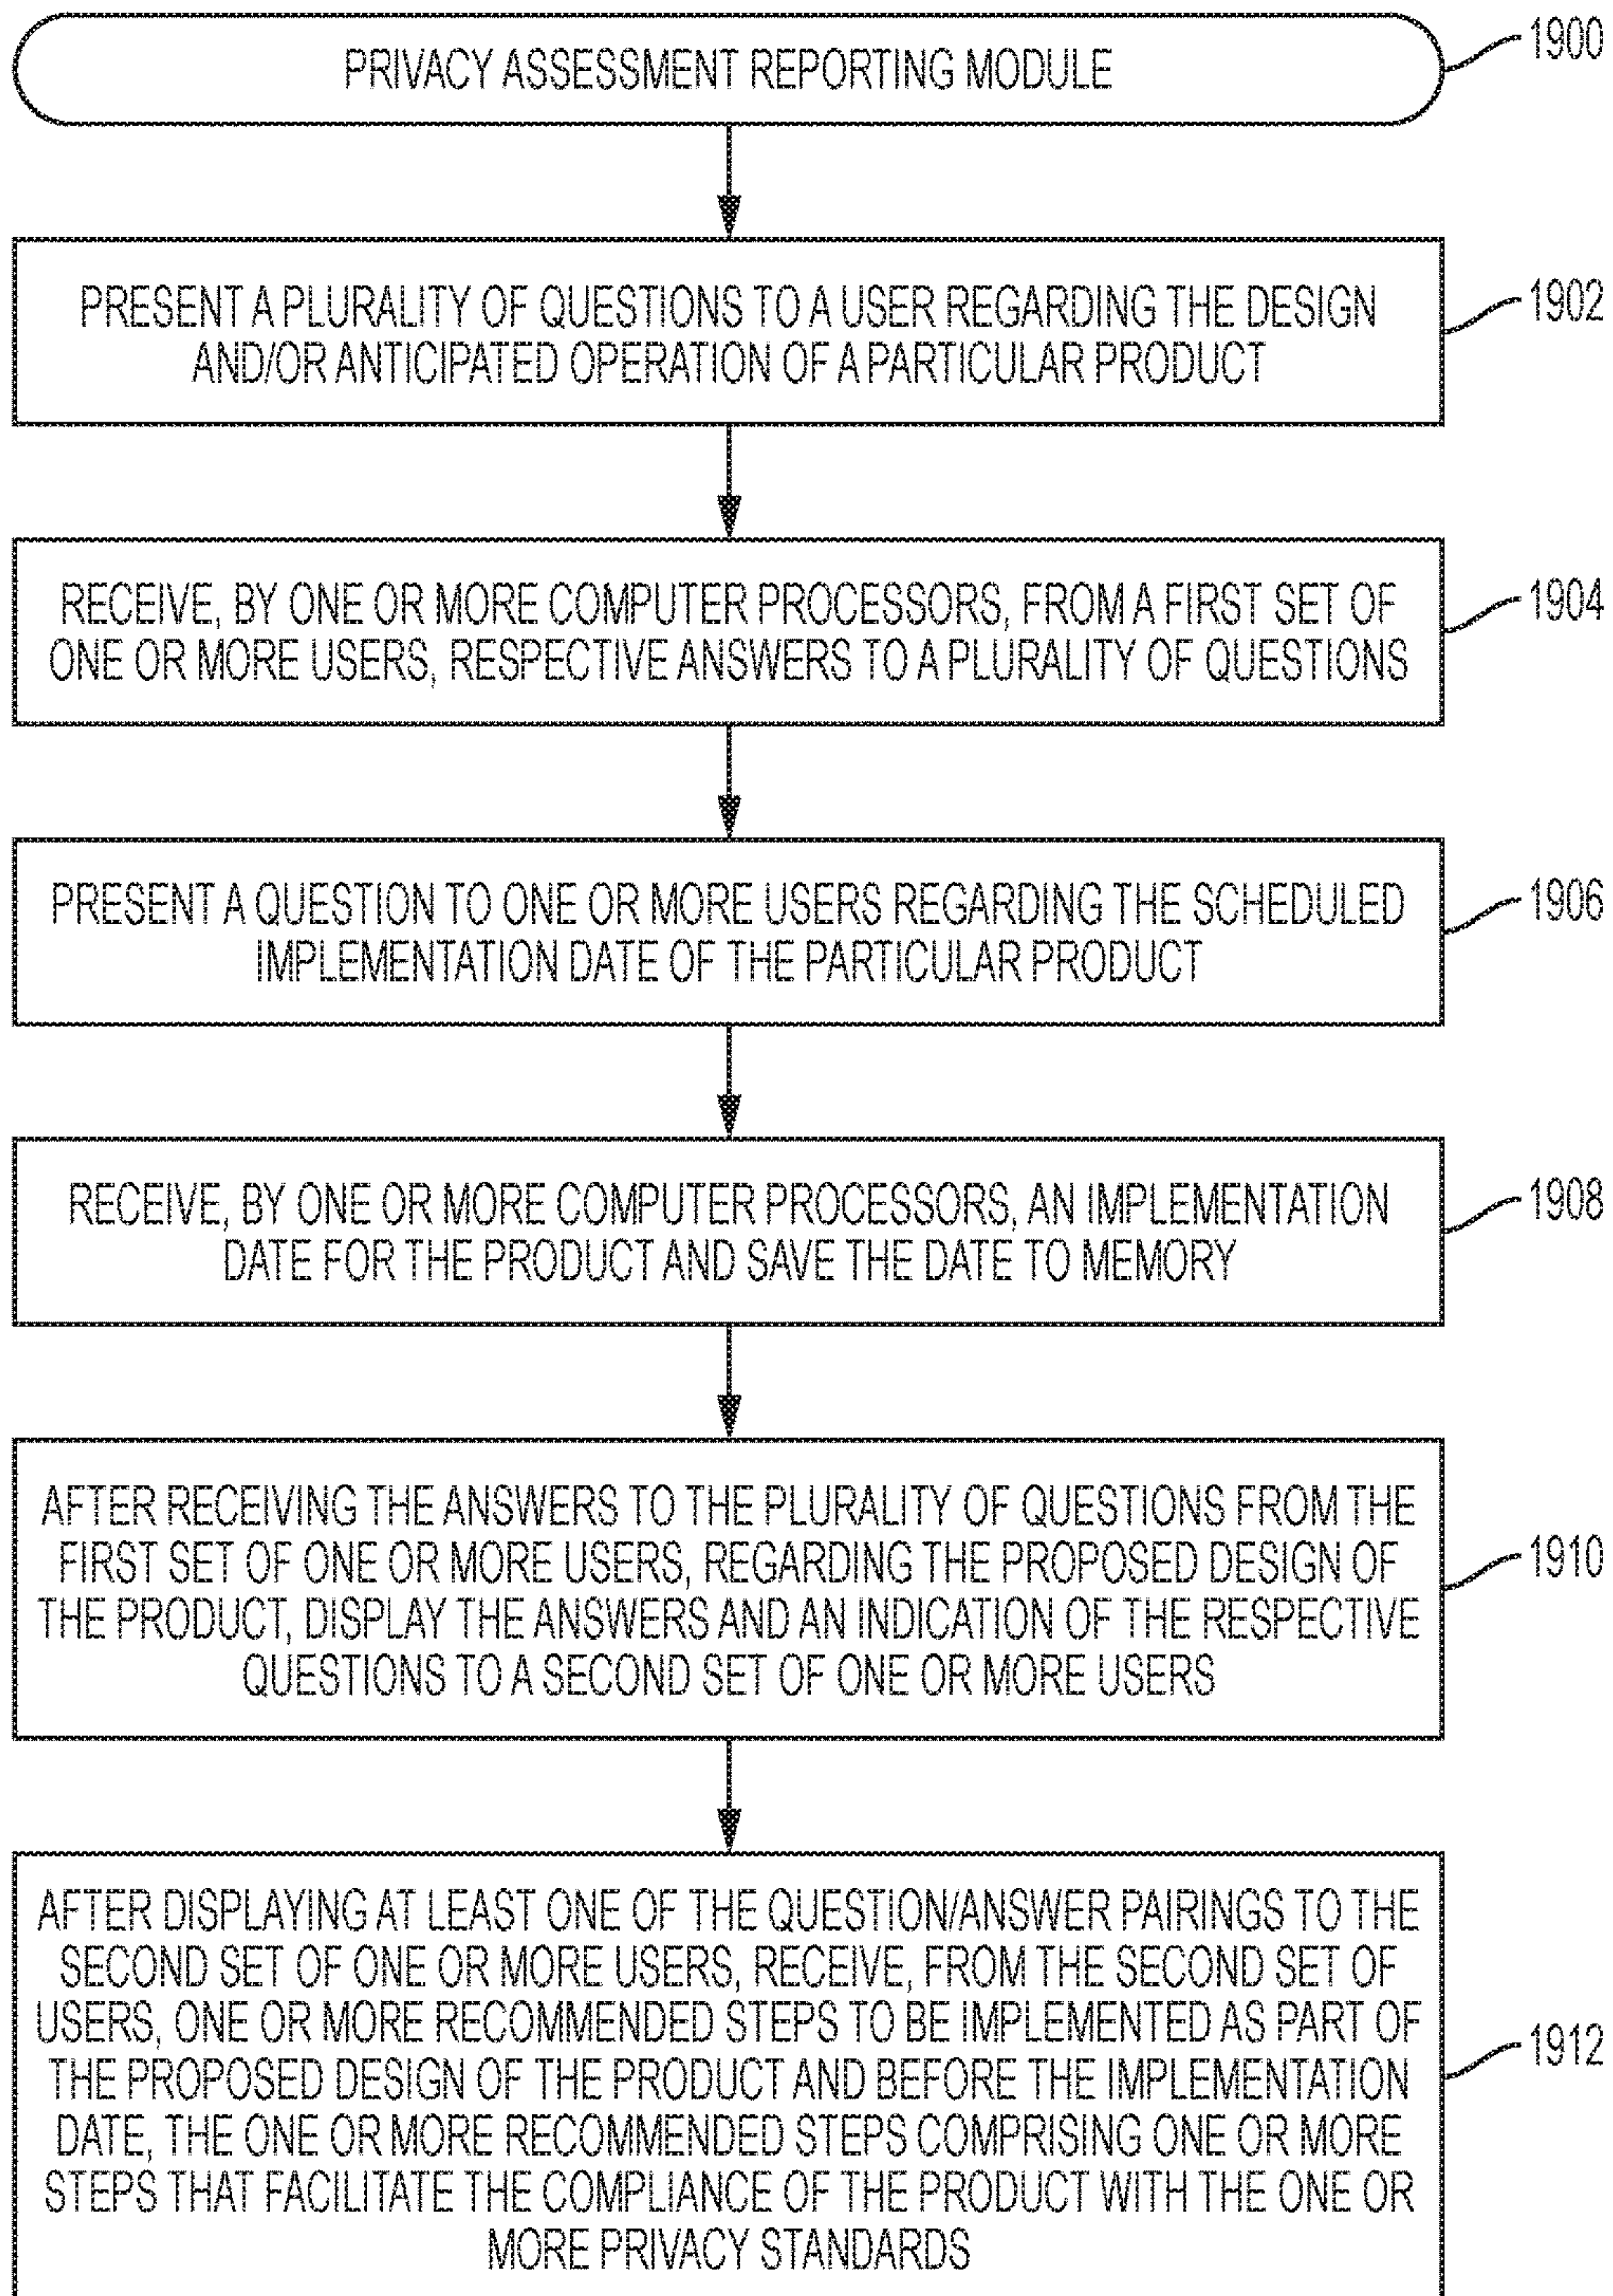 PRIVACY ASSESSMENT REPORTING MODULE
1900
PRESENT A PLURALITY OF QUESTIONS TO A USER REGARDING THE DESIGN
AND/OR ANTICIPATED OPERATION OF A PARTICULAR PRODUCT
1902
RECEIVE, BY ONE OR MORE COMPUTER PROCESSORS, FROM A FIRST SET OF
ONE OR MORE USERS, RESPECTIVE ANSWERS TO A PLURALITY OF QUESTIONS
1904
PRESENT A QUESTION TO ONE OR MORE USERS REGARDING THE SCHEDULED
IMPLEMENTATION DATE OF THE PARTICULAR PRODUCT
1906
RECEIVE, BY ONE OR MORE COMPUTER PROCESSORS, AN IMPLEMENTATION
DATE FOR THE PRODUCT AND SAVE THE DATE TO MEMORY
1908
AFTER RECEIVING THE ANSWERS TO THE PLURALITY OF QUESTIONS FROM THE
FIRST SET OF ONE OR MORE USERS, REGARDING THE PROPOSED DESIGN OF
THE PRODUCT, DISPLAY THE ANSWERS AND AN INDICATION OF THE RESPECTIVE
QUESTIONS TO A SECOND SET OF ONE OR MORE USERS
1910
AFTER DISPLAYING AT LEAST ONE OF THE QUESTION/ANSWER PAIRINGS TO THE
SECOND SET OF ONE OR MORE USERS, RECEIVE, FROM THE SECOND SET OF
USERS, ONE OR MORE RECOMMENDED STEPS TO BE IMPLEMENTED AS PART OF
THE PROPOSED DESIGN OF THE PRODUCT AND BEFORE THE IMPLEMENTATION
DATE, THE ONE OR MORE RECOMMENDED STEPS COMPRISING ONE OR MORE
STEPS THAT FACILITATE THE COMPLIANCE OF THE PRODUCT WITH THE ONE OR
MORE PRIVACY STANDARDS
1912